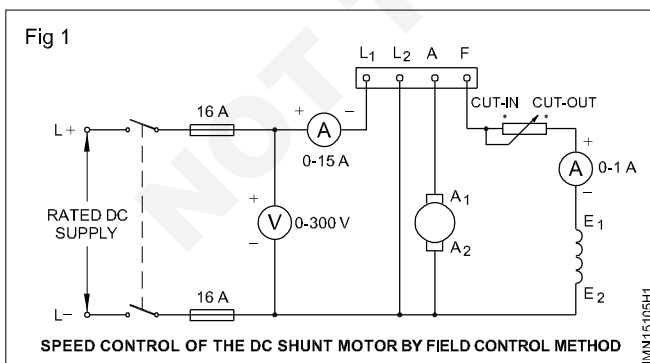 Fig 1
L1 L2 A F
16 A
+ A −
0-15 A
L+
CUT-IN CUT-OUT
+
A 0-1 A
−
RATED DC
SUPPLY
+
V 0-300 V
−
A1
A2
E1
E2
16 A
L−
SPEED CONTROL OF THE DC SHUNT MOTOR BY FIELD CONTROL METHOD
NOT